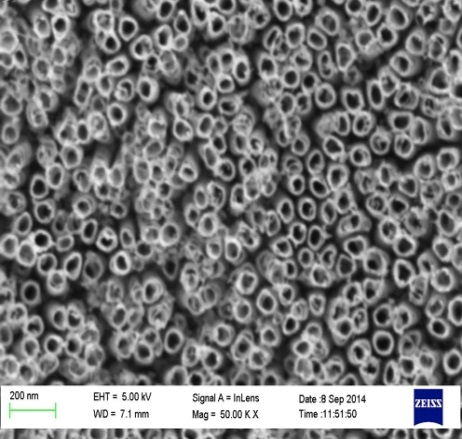 200 nm
EHT = 5.00 kV
Signal A = InLens
Date :8 Sep 2014
WD = 7.1 mm
Mag = 50.00 K X
Time :11:51:50
ZEISS